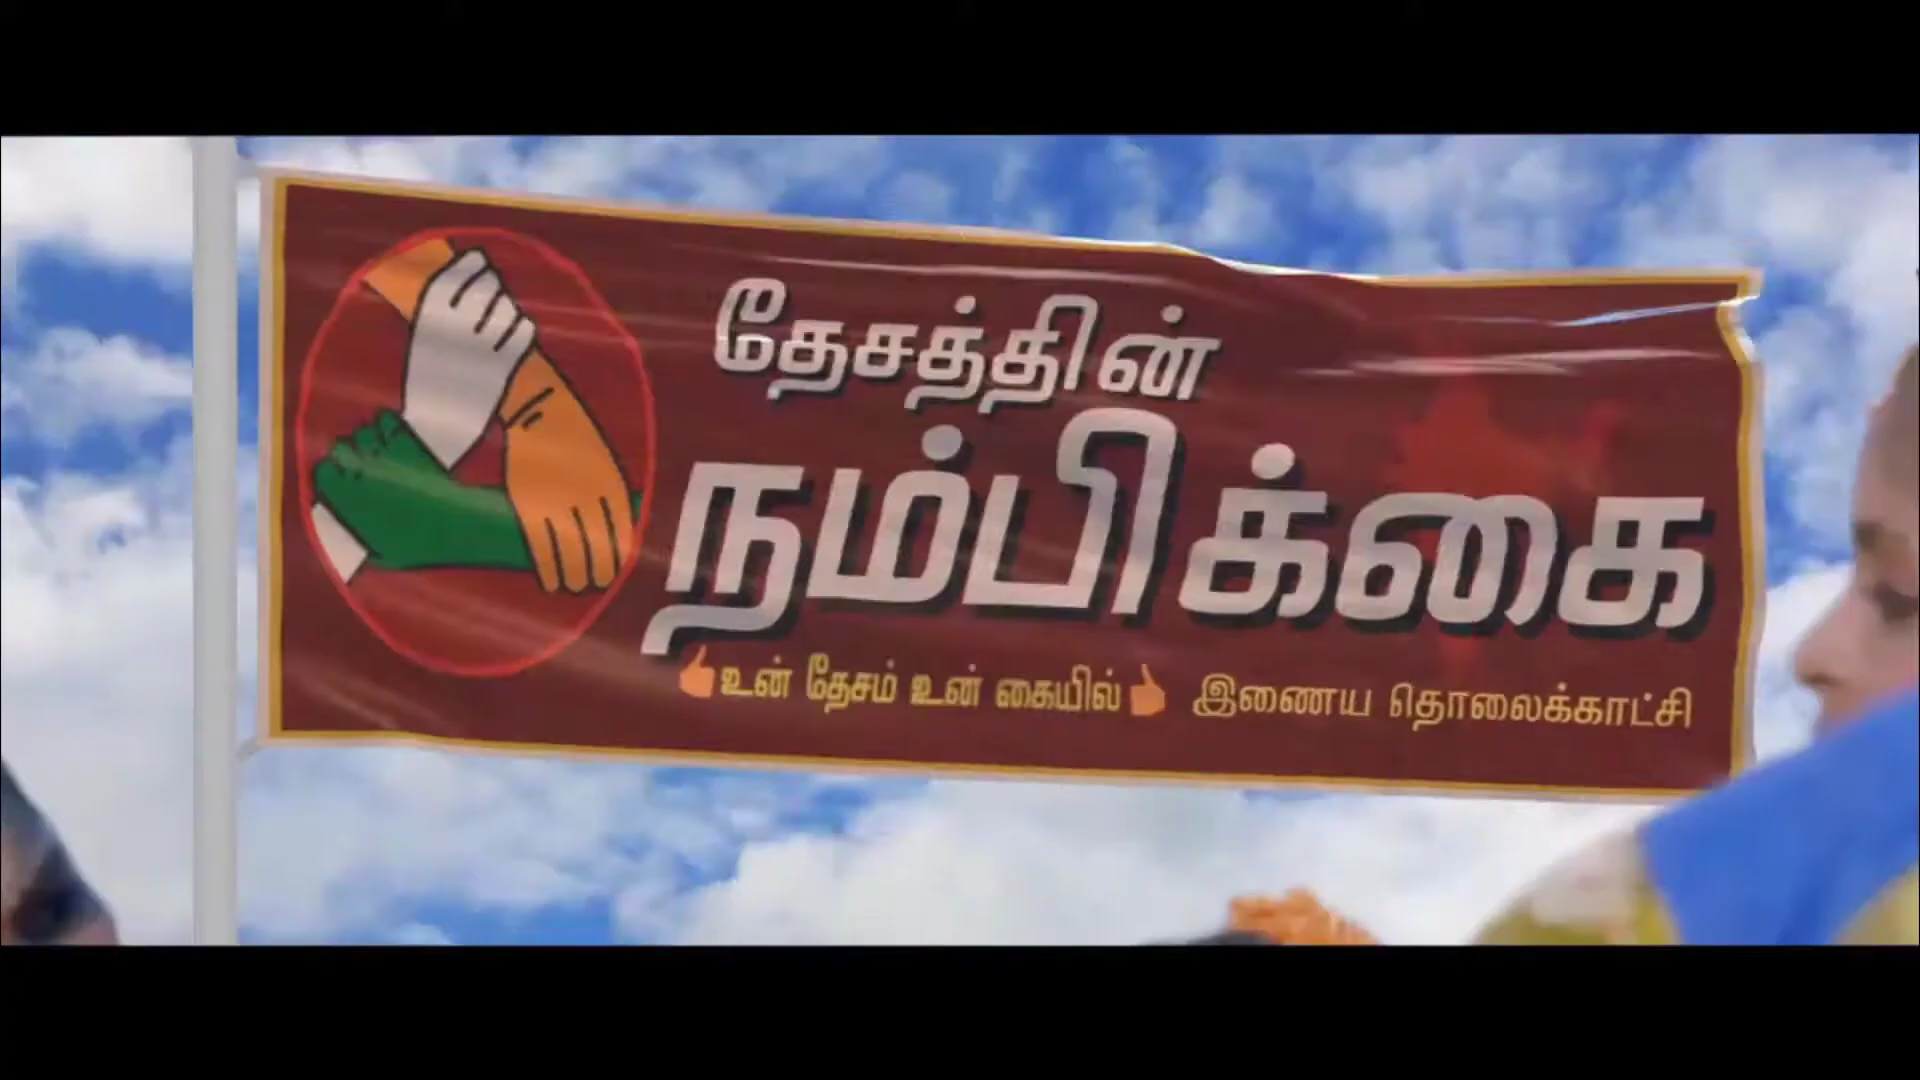 தேசத்தின்
நம்பிக்கை
உன் தேசம் உன் கையில் இணைய தொலைக்காட்சி